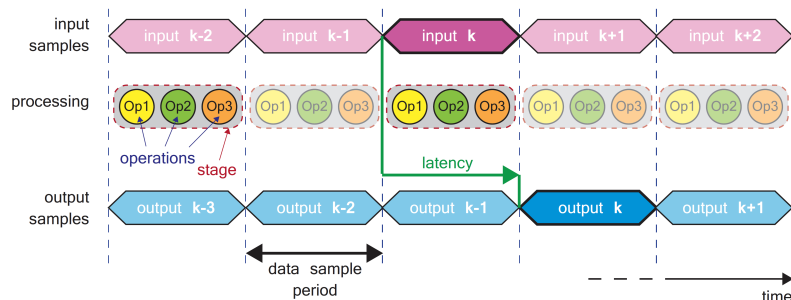 input samples
input k-2
input k-1
input k
input k+1
input k+2
processing
Op1 Op2 Op3
Op1 Op2 Op3
Op1 Op2 Op3
Op1 Op2 Op3
Op1 Op2 Op3
operations
stage
latency
output samples
output k-3
output k-2
output k-1
output k
output k+1
data sample
period
time